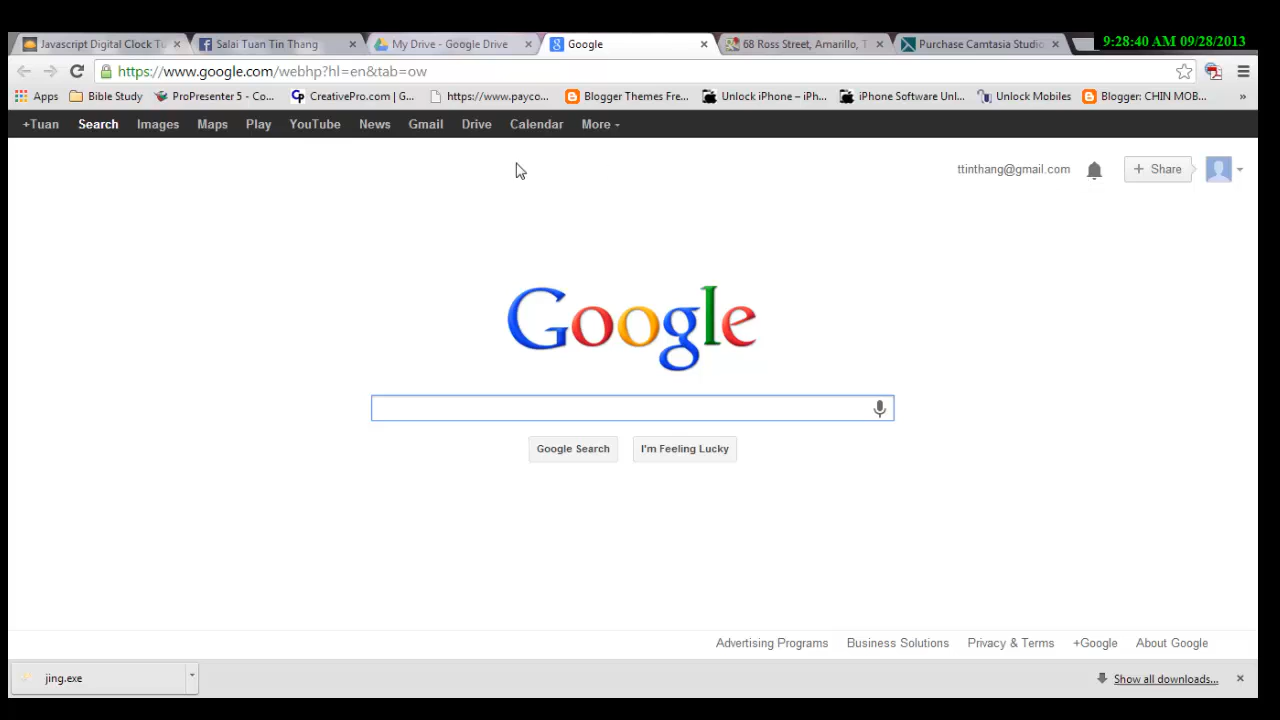 Javascript Digital Clock Tu
Salai Tuan Tin Thang
My Drive - Google Drive
Google
68 Ross Street, Amarillo, T
Purchase Camtasia Studio
9:28:40 AM 09/28/2013
https://www.google.com/webhp?hl=en&tab=ow
Apps
Bible Study
ProPresenter 5 - Co...
CreativePro.com | G...
https://www.payco...
Blogger Themes Fre...
Unlock iPhone – iPh...
iPhone Software Unl...
Unlock Mobiles
Blogger: CHIN MOB...
»
+Tuan Search Images Maps Play YouTube News Gmail Drive Calendar More
ttinthang@gmail.com
+ Share
Google
Google Search
I'm Feeling Lucky
Advertising Programs Business Solutions Privacy & Terms +Google About Google
jing.exe
Show all downloads...